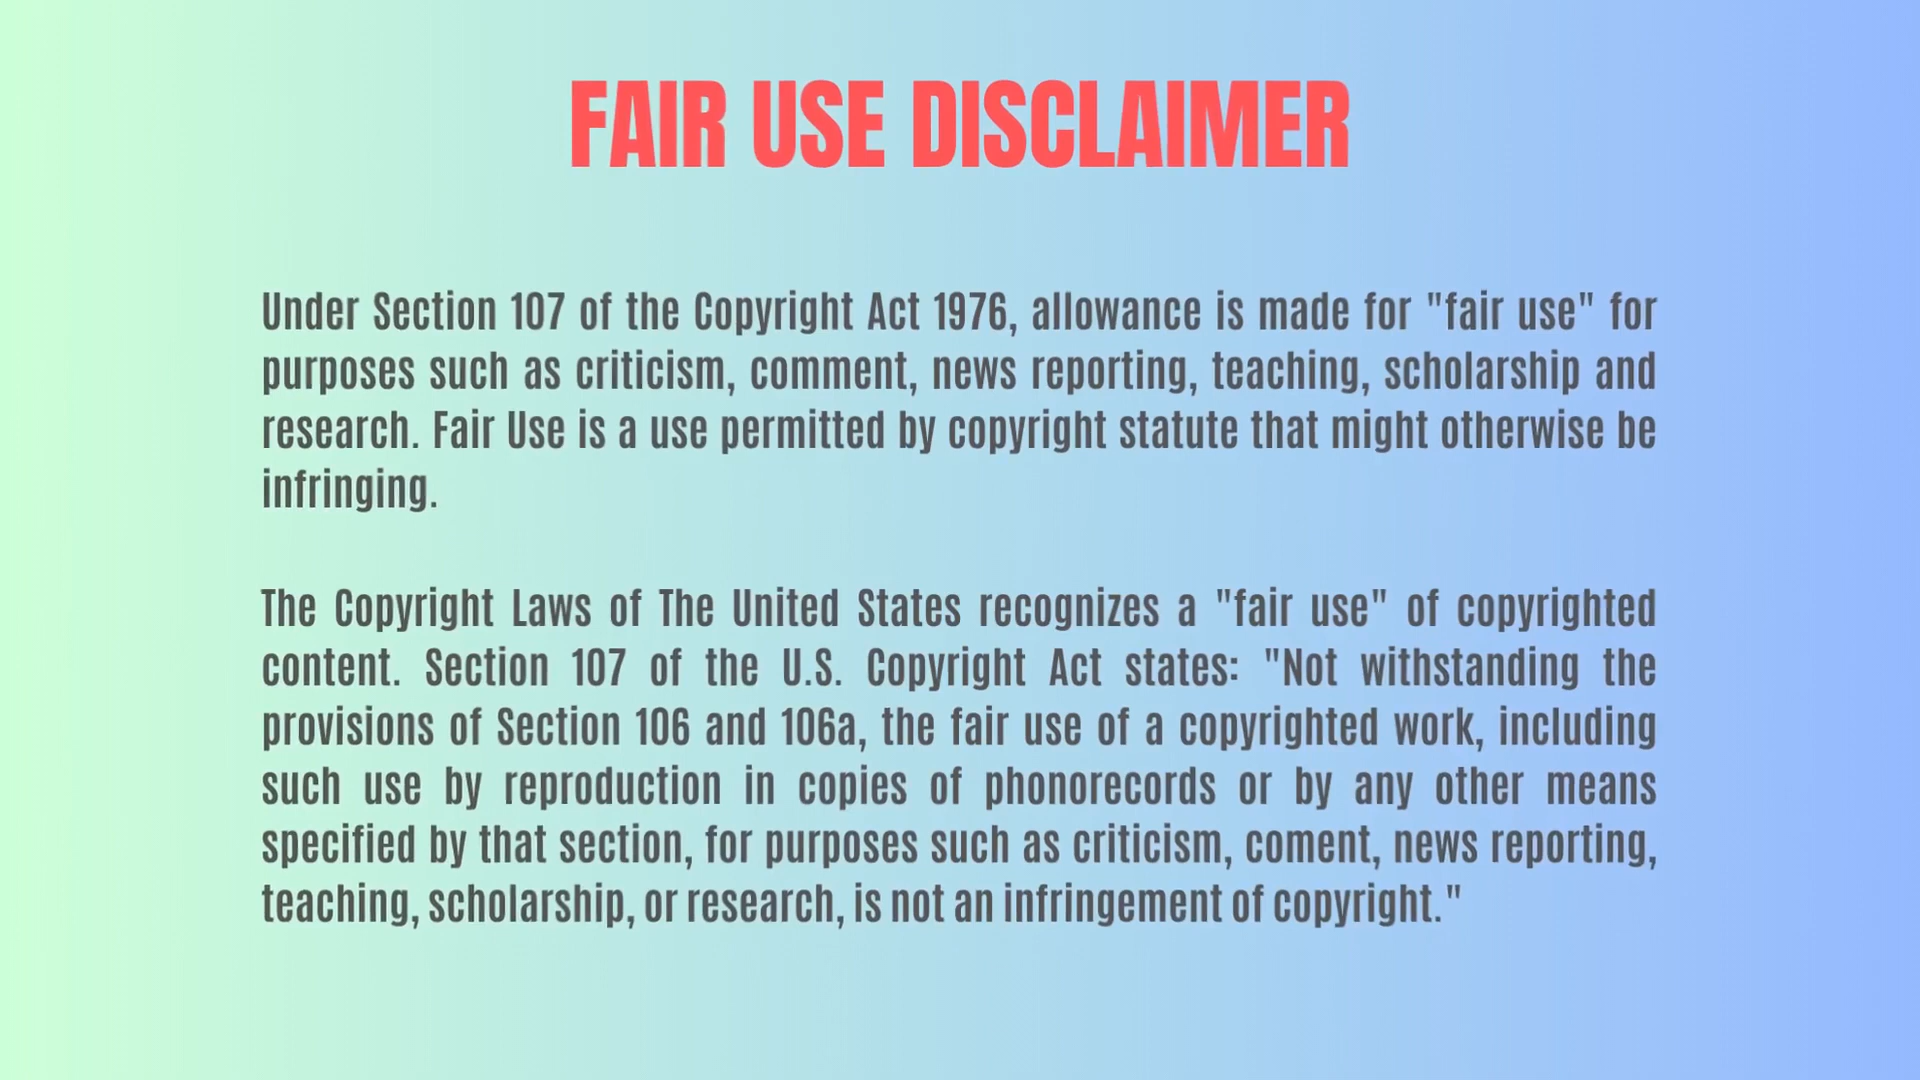 FAIR USE DISCLAIMER
Under Section 107 of the Copyright Act 1976, allowance is made for "fair use" for
purposes such as criticism, comment, news reporting, teaching, scholarship and
research. Fair Use is a use permitted by copyright statute that might otherwise be
infringing.
The Copyright Laws of The United States recognizes a "fair use" of copyrighted
content. Section 107 of the U.S. Copyright Act states: "Not withstanding the
provisions of Section 106 and 106a, the fair use of a copyrighted work, including
such use by reproduction in copies of phonorecords or by any other means
specified by that section, for purposes such as criticism, coment, news reporting,
teaching, scholarship, or research, is not an infringement of copyright."